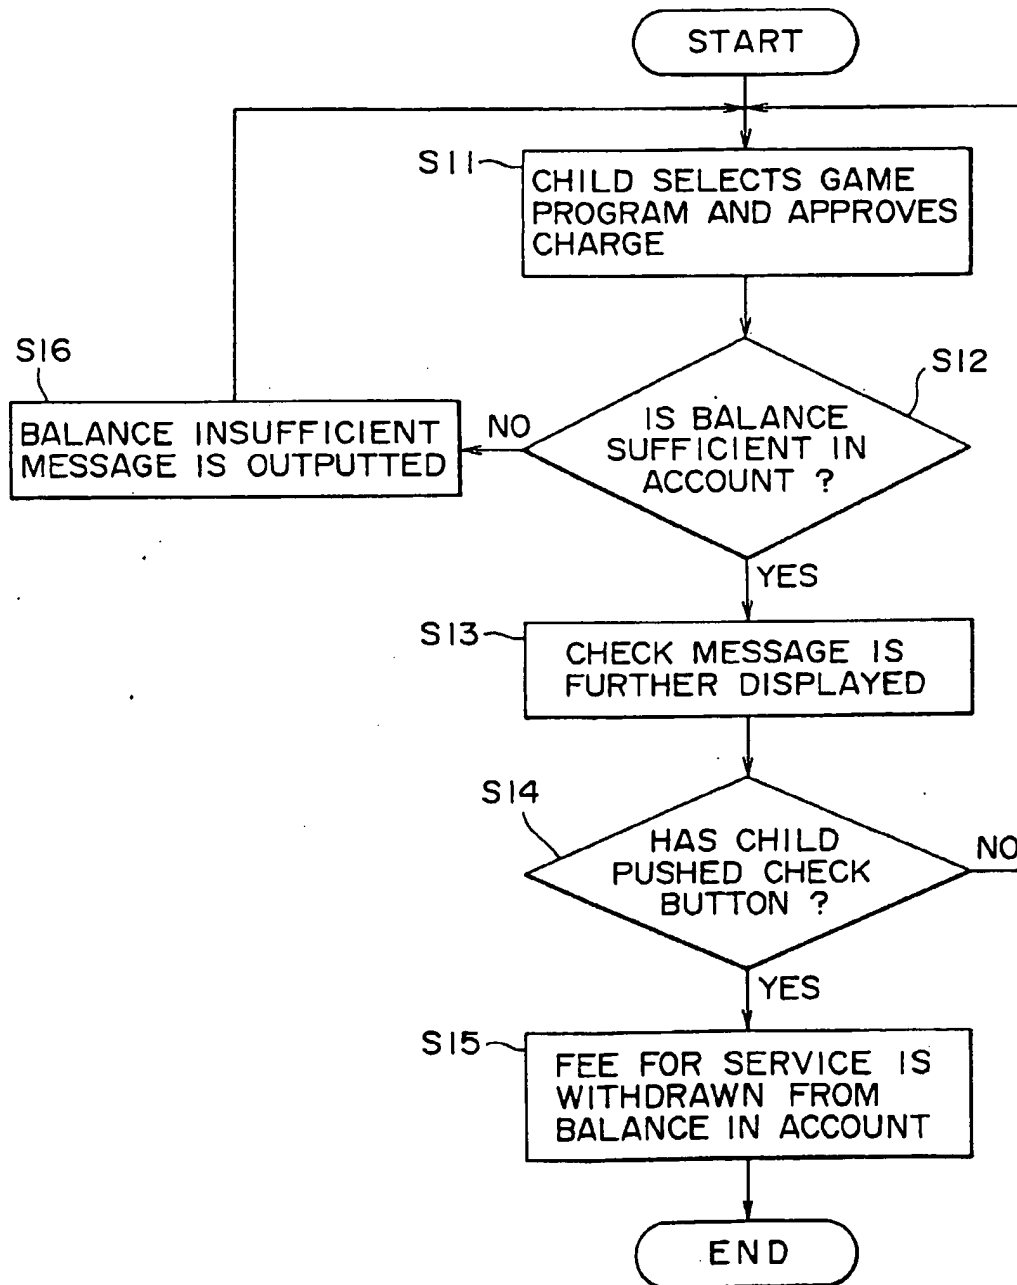 START
S11
CHILD SELECTS GAME
PROGRAM AND APPROVES
CHARGE
S16
S12
BALANCE INSUFFICIENT
MESSAGE IS OUTPUTTED
NO
IS BALANCE
SUFFICIENT IN
ACCOUNT ?
YES
S13
CHECK MESSAGE IS
FURTHER DISPLAYED
S14
HAS CHILD
PUSHED CHECK
BUTTON ?
NO
YES
S15
FEE FOR SERVICE IS
WITHDRAWN FROM
BALANCE IN ACCOUNT
END